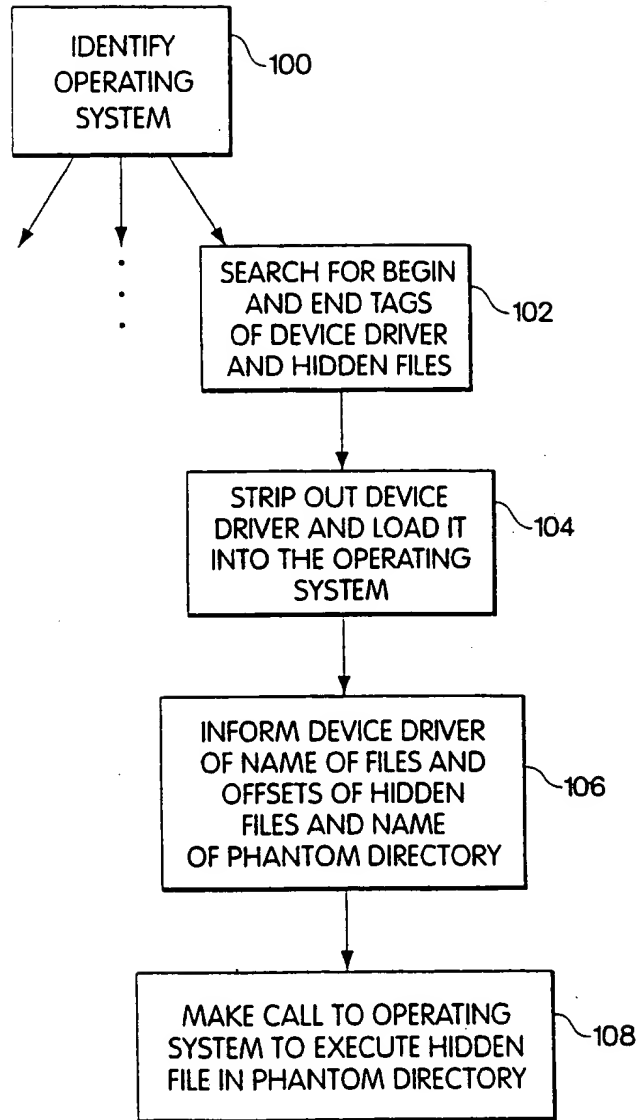 IDENTIFY
OPERATING
SYSTEM
100
SEARCH FOR BEGIN
AND END TAGS
OF DEVICE DRIVER
AND HIDDEN FILES
102
STRIP OUT DEVICE
DRIVER AND LOAD IT
INTO THE OPERATING
SYSTEM
104
INFORM DEVICE DRIVER
OF NAME OF FILES AND
OFFSETS OF HIDDEN
FILES AND NAME
OF PHANTOM DIRECTORY
106
MAKE CALL TO OPERATING
SYSTEM TO EXECUTE HIDDEN
FILE IN PHANTOM DIRECTORY
108